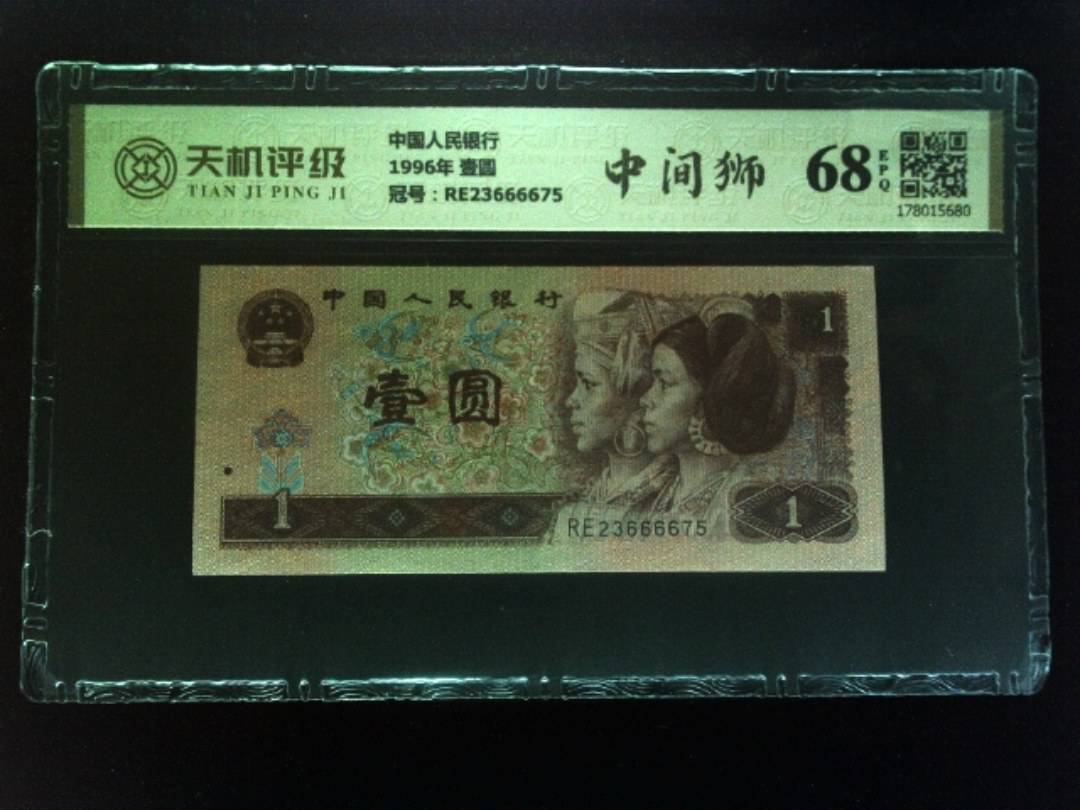 天机评级
TIAN JI PING JI
中国人民银行
1996年 壹圆
冠号：RE23666675
中间狮
68 EPQ
178015680
中国人民银行
1
壹圆
1
1
RE23666675